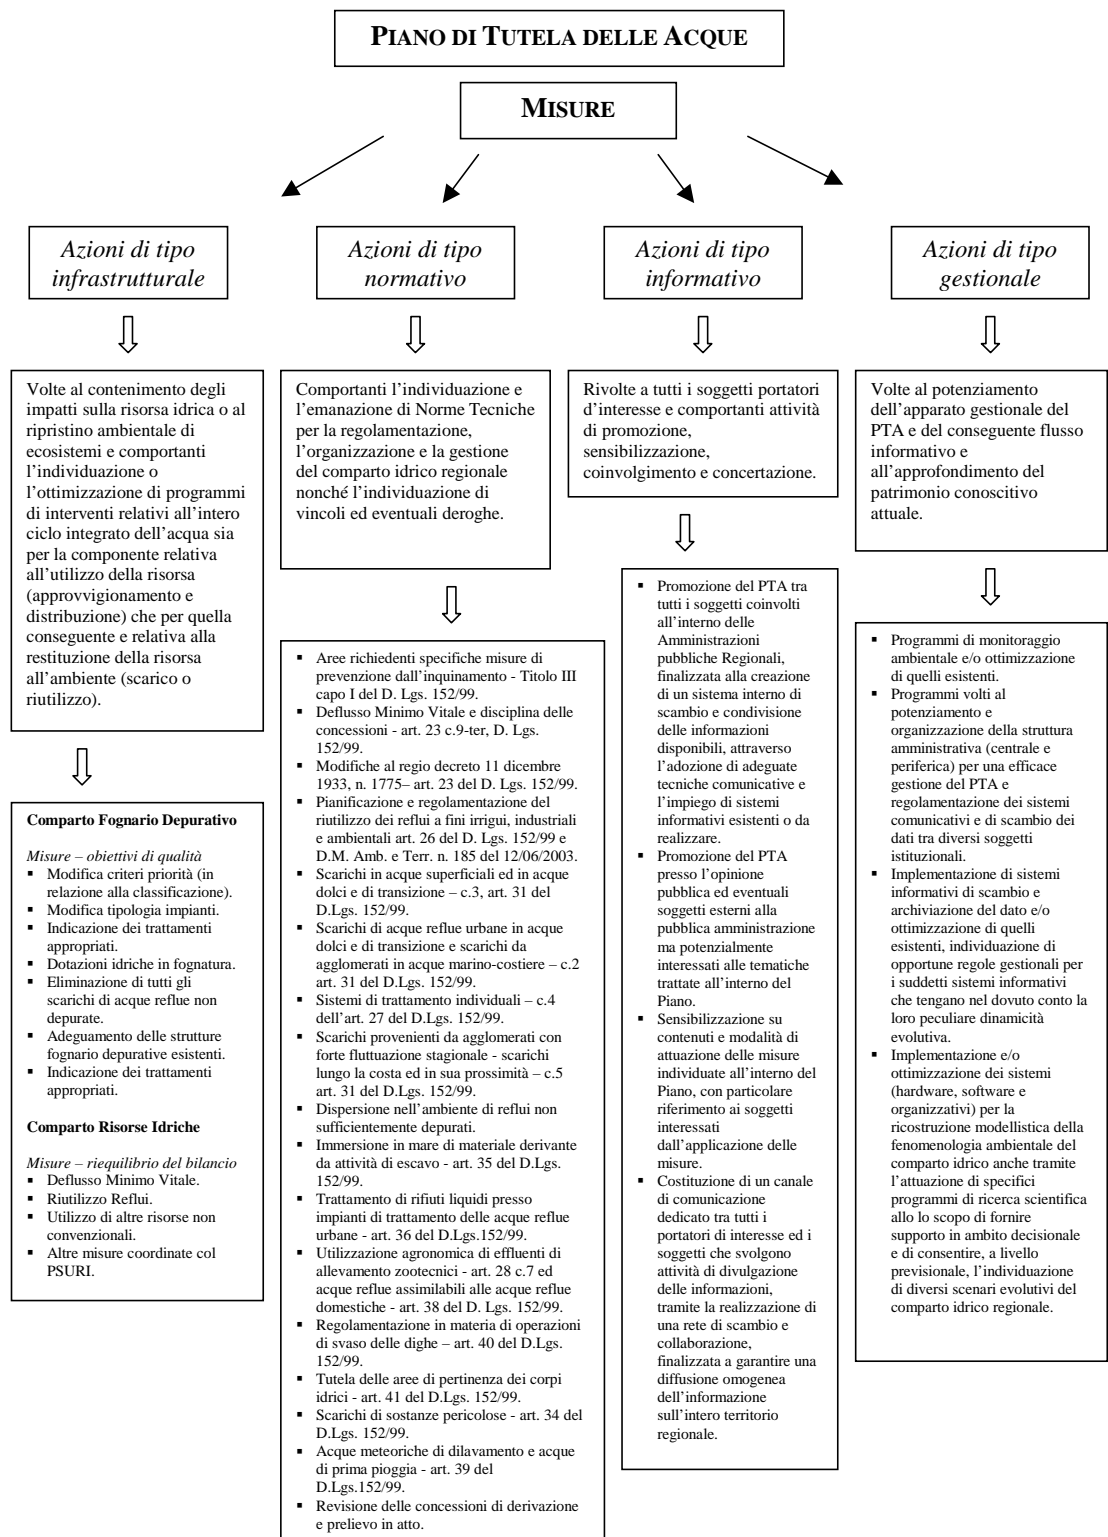 PIANO DI TUTELA DELLE ACQUE
MISURE
Azioni di tipo
infrastrutturale
Volte al contenimento degli
impatti sulla risorsa idrica o al
ripristino ambientale di
ecosistemi e comportanti
l'individuazione o
l'ottimizzazione di programmi
di interventi relativi all'intero
ciclo integrato dell'acqua sia
per la componente relativa
all'utilizzo della risorsa
(approvvigionamento e
distribuzione) che per quella
conseguente e relativa alla
restituzione della risorsa
all'ambiente (scarico o
riutilizzo).
Comparto Fognario Depurativo
Misure – obiettivi di qualità
▪ Modifica criteri priorità (in
relazione alla classificazione).
▪ Modifica tipologia impianti.
▪ Indicazione dei trattamenti
appropriati.
▪ Dotazioni idriche in fognatura.
▪ Eliminazione di tutti gli
scarichi di acque reflue non
depurate.
▪ Adeguamento delle strutture
fognario depurative esistenti.
▪ Indicazione dei trattamenti
appropriati.
Comparto Risorse Idriche
Misure – riequilibrio del bilancio
▪ Deflusso Minimo Vitale.
▪ Riutilizzo Reflui.
▪ Utilizzo di altre risorse non
convenzionali.
▪ Altre misure coordinate col
PSURI.
Azioni di tipo
normativo
Comportanti l'individuazione e
l'emanazione di Norme Tecniche
per la regolamentazione,
l'organizzazione e la gestione
del comparto idrico regionale
nonché l'individuazione di
vincoli ed eventuali deroghe.
▪ Aree richiedenti specifiche misure di
prevenzione dall'inquinamento - Titolo III
capo I del D. Lgs. 152/99.
▪ Deflusso Minimo Vitale e disciplina delle
concessioni - art. 23 c.9-ter, D. Lgs.
152/99.
▪ Modifiche al regio decreto 11 dicembre
1933, n. 1775– art. 23 del D. Lgs. 152/99.
▪ Pianificazione e regolamentazione del
riutilizzo dei reflui a fini irrigui, industriali
e ambientali art. 26 del D. Lgs. 152/99 e
D.M. Amb. e Terr. n. 185 del 12/06/2003.
▪ Scarichi in acque superficiali ed in acque
dolci e di transizione – c.3, art. 31 del
D.Lgs. 152/99.
▪ Scarichi di acque reflue urbane in acque
dolci e di transizione e scarichi da
agglomerati in acque marino-costiere – c.2
art. 31 del D.Lgs. 152/99.
▪ Sistemi di trattamento individuali – c.4
dell'art. 27 del D.Lgs. 152/99.
▪ Scarichi provenienti da agglomerati con
forte fluttuazione stagionale - scarichi
lungo la costa ed in sua prossimità – c.5
art. 31 del D.Lgs. 152/99.
▪ Dispersione nell'ambiente di reflui non
sufficientemente depurati.
▪ Immersione in mare di materiale derivante
da attività di escavo - art. 35 del D.Lgs.
152/99.
▪ Trattamento di rifiuti liquidi presso
impianti di trattamento delle acque reflue
urbane - art. 36 del D.Lgs.152/99.
▪ Utilizzazione agronomica di effluenti di
allevamento zootecnici - art. 28 c.7 ed
acque reflue assimilabili alle acque reflue
domestiche - art. 38 del D. Lgs. 152/99.
▪ Regolamentazione in materia di operazioni
di svaso delle dighe – art. 40 del D.Lgs.
152/99.
▪ Tutela delle aree di pertinenza dei corpi
idrici - art. 41 del D.Lgs. 152/99.
▪ Scarichi di sostanze pericolose - art. 34 del
D.Lgs. 152/99.
▪ Acque meteoriche di dilavamento e acque
di prima pioggia - art. 39 del
D.Lgs.152/99.
▪ Revisione delle concessioni di derivazione
e prelievo in atto.
Azioni di tipo
informativo
Rivolte a tutti i soggetti portatori
d'interesse e comportanti attività
di promozione,
sensibilizzazione,
coinvolgimento e concertazione.
▪ Promozione del PTA tra
tutti i soggetti coinvolti
all'interno delle
Amministrazioni
pubbliche Regionali,
finalizzata alla creazione
di un sistema interno di
scambio e condivisione
delle informazioni
disponibili, attraverso
l'adozione di adeguate
tecniche comunicative e
l'impiego di sistemi
informativi esistenti o da
realizzare.
▪ Promozione del PTA
presso l'opinione
pubblica ed eventuali
soggetti esterni alla
pubblica amministrazione
ma potenzialmente
interessati alle tematiche
trattate all'interno del
Piano.
▪ Sensibilizzazione su
contenuti e modalità di
attuazione delle misure
individuate all'interno del
Piano, con particolare
riferimento ai soggetti
interessati
dall'applicazione delle
misure.
▪ Costituzione di un canale
di comunicazione
dedicato tra tutti i
portatori di interesse ed i
soggetti che svolgono
attività di divulgazione
delle informazioni,
tramite la realizzazione di
una rete di scambio e
collaborazione,
finalizzata a garantire una
diffusione omogenea
dell'informazione
sull'intero territorio
regionale.
Azioni di tipo
gestionale
Volte al potenziamento
dell'apparato gestionale del
PTA e del conseguente flusso
informativo e
all'approfondimento del
patrimonio conoscitivo
attuale.
▪ Programmi di monitoraggio
ambientale e/o ottimizzazione
di quelli esistenti.
▪ Programmi volti al
potenziamento e
organizzazione della struttura
amministrativa (centrale e
periferica) per una efficace
gestione del PTA e
regolamentazione dei sistemi
comunicativi e di scambio dei
dati tra diversi soggetti
istituzionali.
▪ Implementazione di sistemi
informativi di scambio e
archiviazione del dato e/o
ottimizzazione di quelli
esistenti, individuazione di
opportune regole gestionali per
i suddetti sistemi informativi
che tengano nel dovuto conto la
loro peculiare dinamicità
evolutiva.
▪ Implementazione e/o
ottimizzazione dei sistemi
(hardware, software e
organizzativi) per la
ricostruzione modellistica della
fenomenologia ambientale del
comparto idrico anche tramite
l'attuazione di specifici
programmi di ricerca scientifica
allo lo scopo di fornire
supporto in ambito decisionale
e di consentire, a livello
previsionale, l'individuazione
di diversi scenari evolutivi del
comparto idrico regionale.